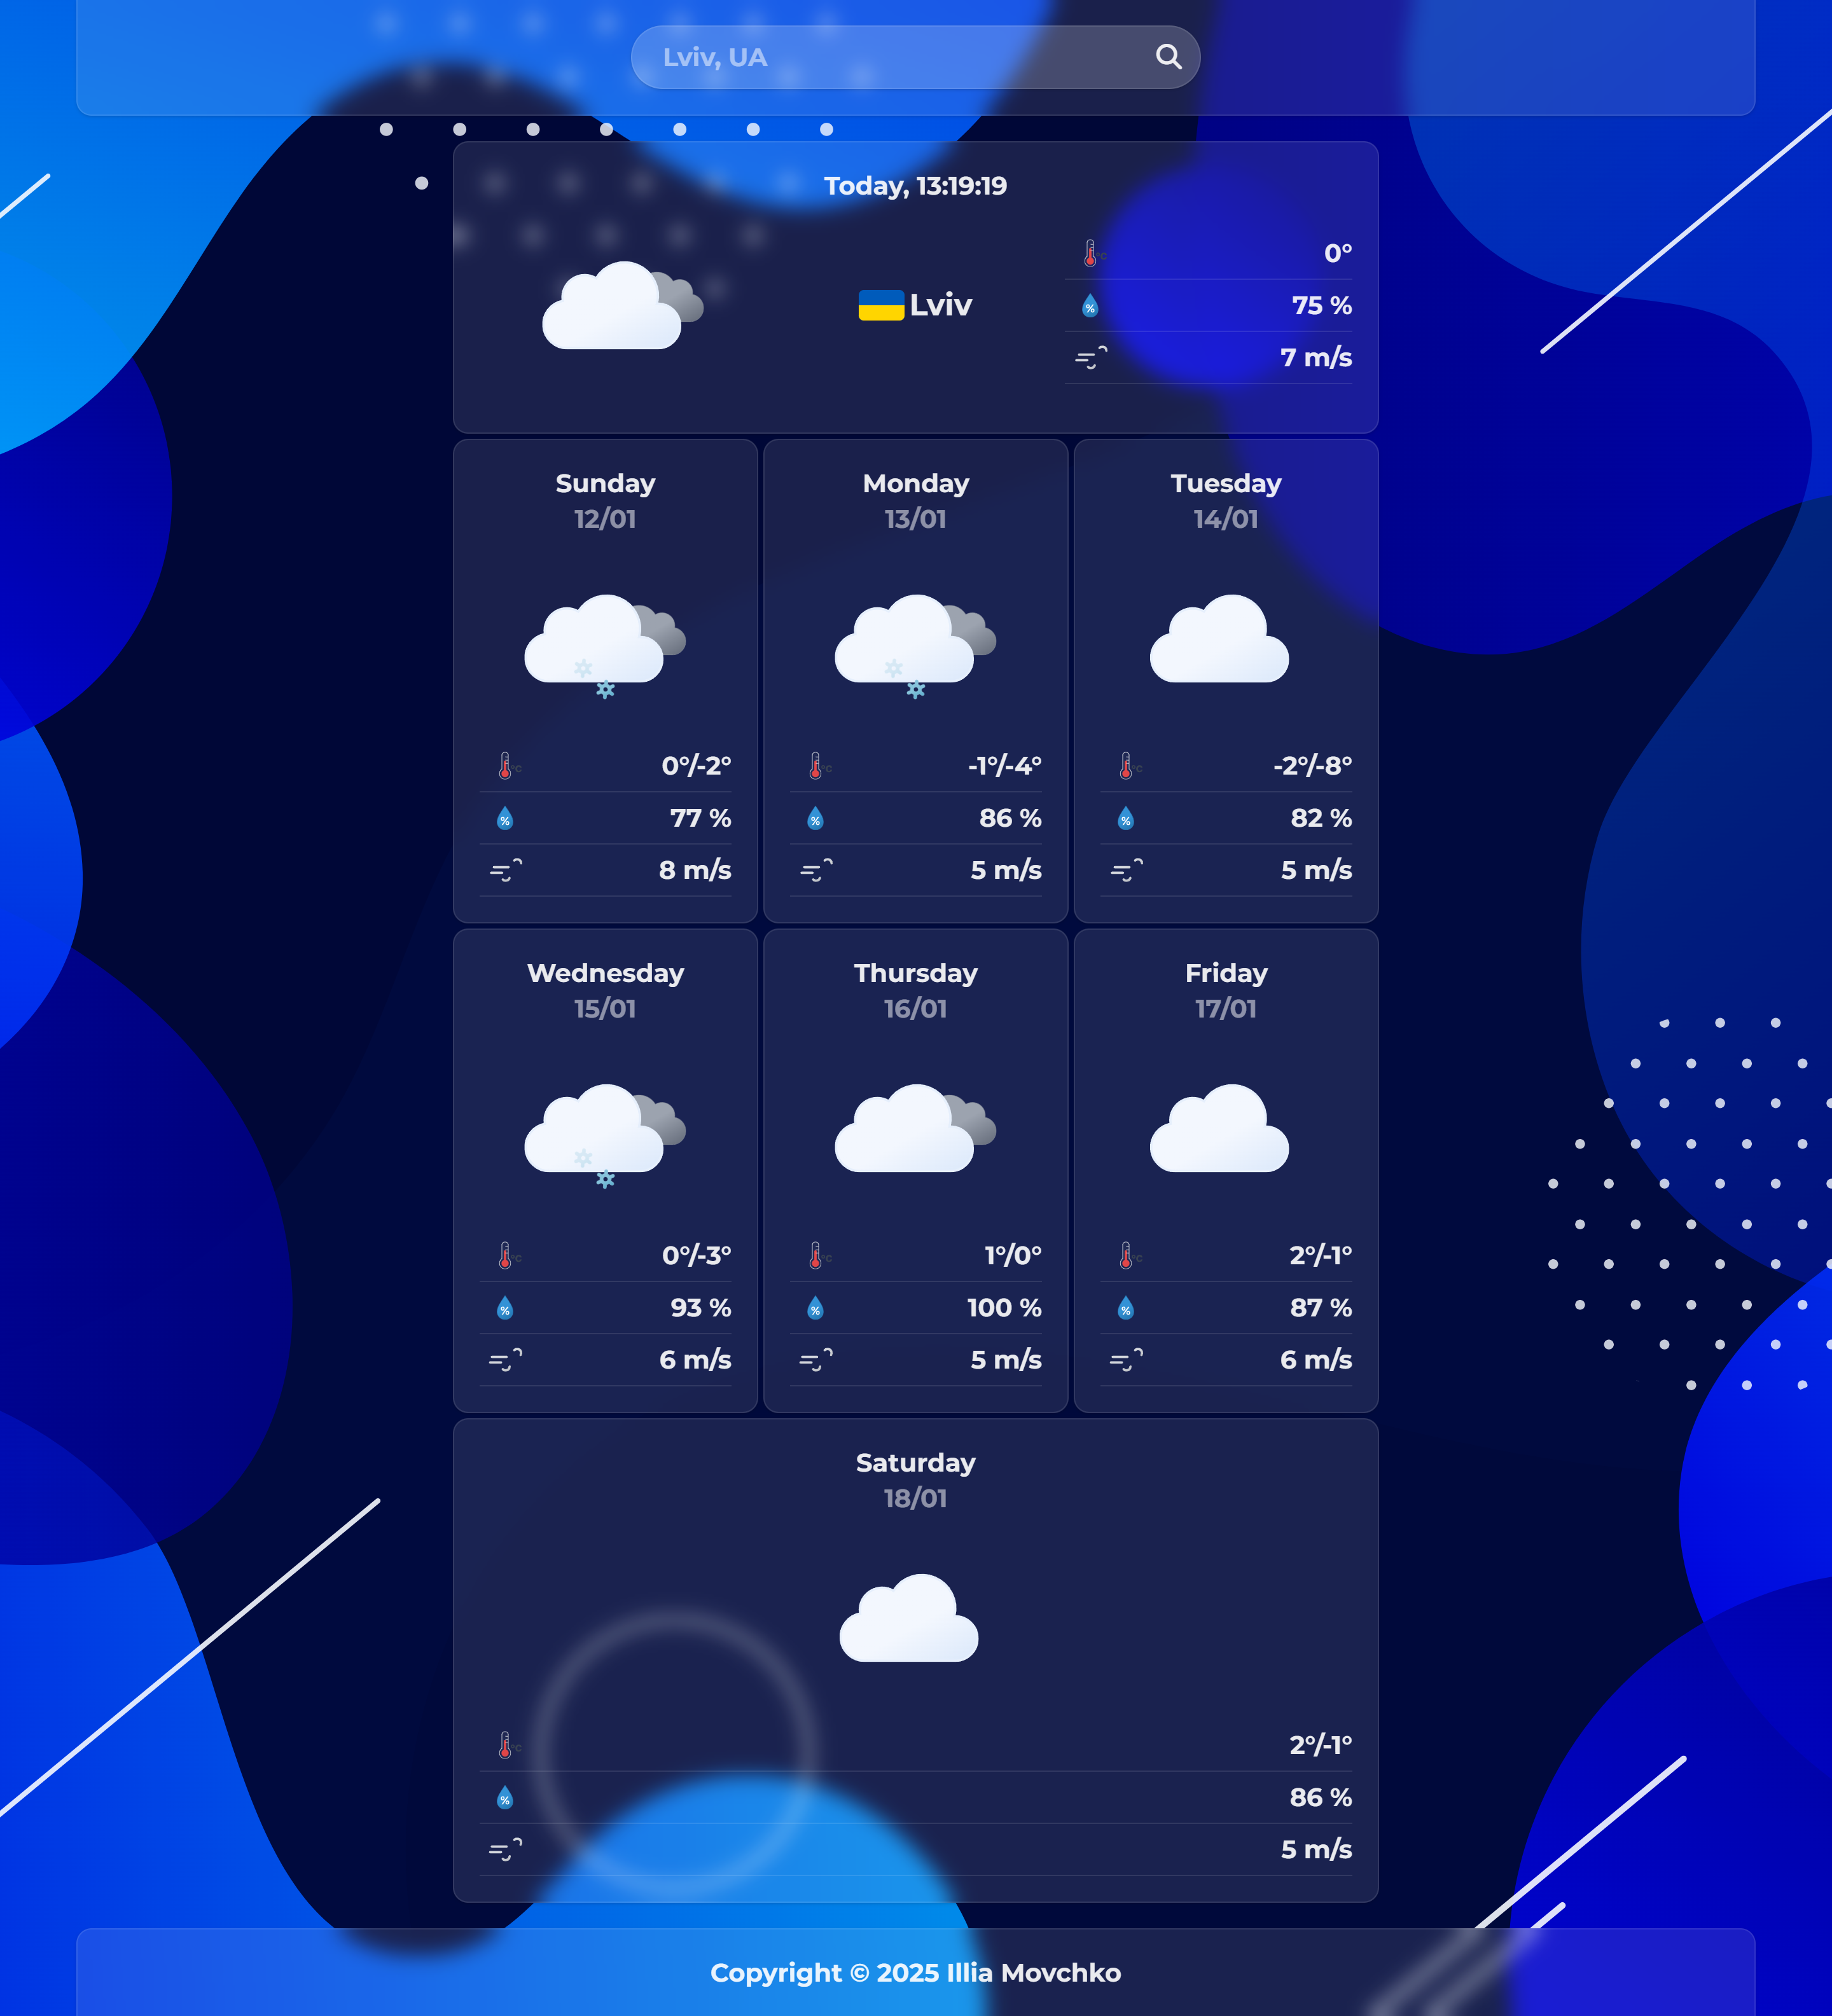 Lviv, UA
Today, 13:19:19
Lviv
°C 0°
% 75 %
7 m/s
Sunday
12/01
°C 0°/-2°
% 77 %
8 m/s
Monday
13/01
°C -1°/-4°
% 86 %
5 m/s
Tuesday
14/01
°C -2°/-8°
% 82 %
5 m/s
Wednesday
15/01
°C 0°/-3°
% 93 %
6 m/s
Thursday
16/01
°C 1°/0°
% 100 %
5 m/s
Friday
17/01
°C 2°/-1°
% 87 %
6 m/s
Saturday
18/01
°C 2°/-1°
% 86 %
5 m/s
Copyright © 2025 Illia Movchko